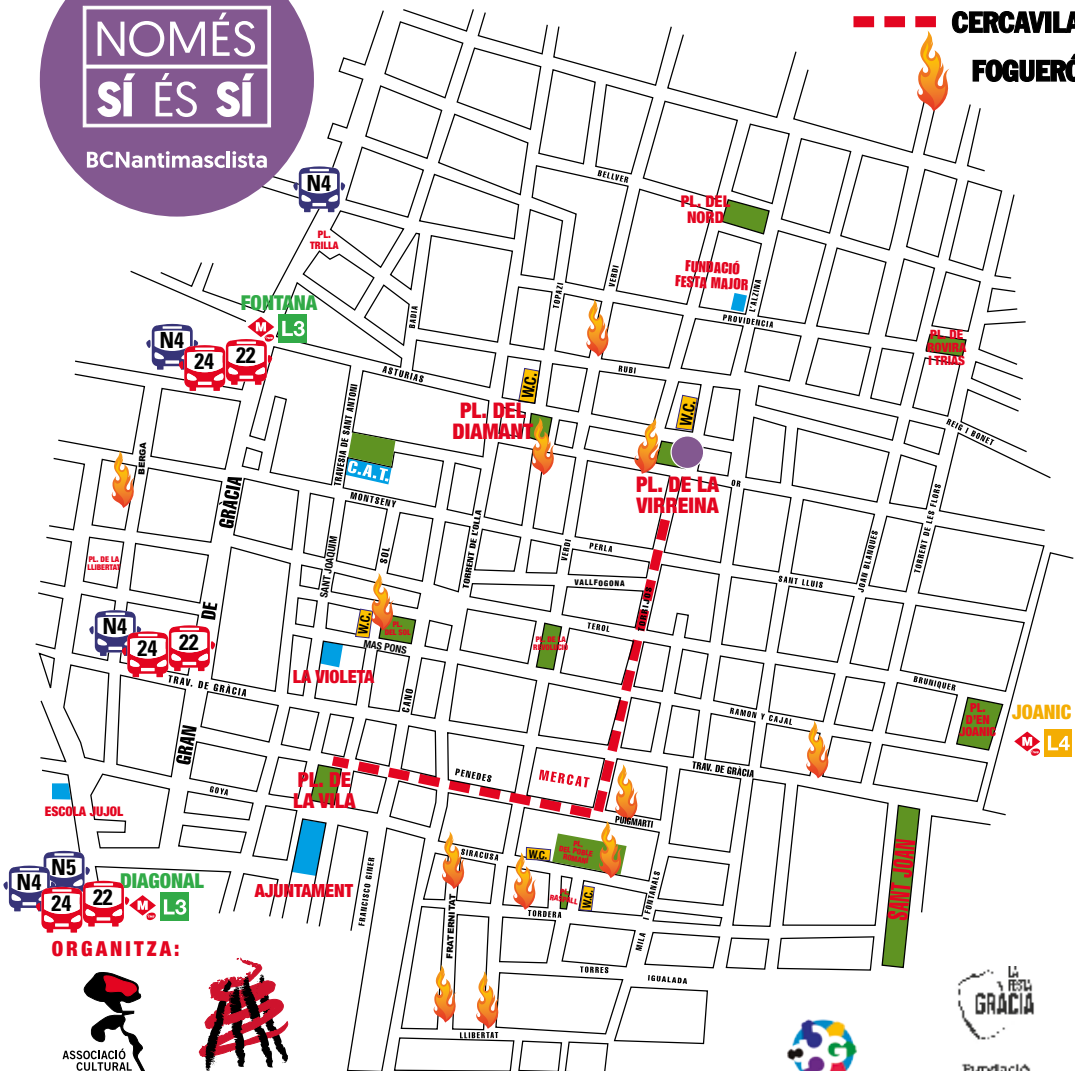 NOMÉS
SÍ ÉS SÍ
BCNantimasclista
CERCAVILA
FOGUERÓ
N4
BELLVER
PL. DEL
NORD
PL.
TRILLA
FUNDACIÓ
FESTA MAJOR
VERDI
TOPAZI
L'ALZINA
PROVIDENCIA
BADIA
FONTANA
M
L3
N4
24
22
PL. DE
ROVIRA
I TRIAS
ASTURIAS
RUBI
W.C.
W.C.
PL. DEL
DIAMANT
TRAVESIA DE SANT ANTONI
REIG I BONET
BERGA
GRÀCIA
C.A.T.
MONTSENY
OR
PL. DE LA
VIRREINA
TORRENT DE L'OLLA
TORRENT DE LES FLORS
JOAN BLANQUES
SANT JOAQUIM
SOL
VERDI
PERLA
PL. DE LA
LLIBERTAT
VALLFOGONA
SANT LLUIS
DE
TORRIJOS
N4
24
22
W.C.
PL.
DEL SOL
MAS PONS
TEROL
PL. DE LA
REVOLUCIÓ
LA VIOLETA
TRAV. DE GRÀCIA
CANO
BRUNIQUER
RAMON Y CAJAL
PL.
D'EN
JOANIC
JOANIC
M
L4
GRAN
PENEDES
MERCAT
TRAV. DE GRÀCIA
PL. DE
LA VILA
GOYA
ESCOLA JUJOL
PUIGMARTI
SIRACUSA
W.C.
PL.
DEL POBLE
ROMANÍ
AJUNTAMENT
FRANCISCO GINER
N4
N5
24
22
DIAGONAL
M
L3
W.C.
TORDERA
FRATERNITAT
MILA I FONTANALS
SANT JOAN
TORRES
IGUALADA
LLIBERTAT
ORGANITZA:
ASSOCIACIÓ
CULTURAL
G
LA
FESTA
GRÀCIA
Fundació